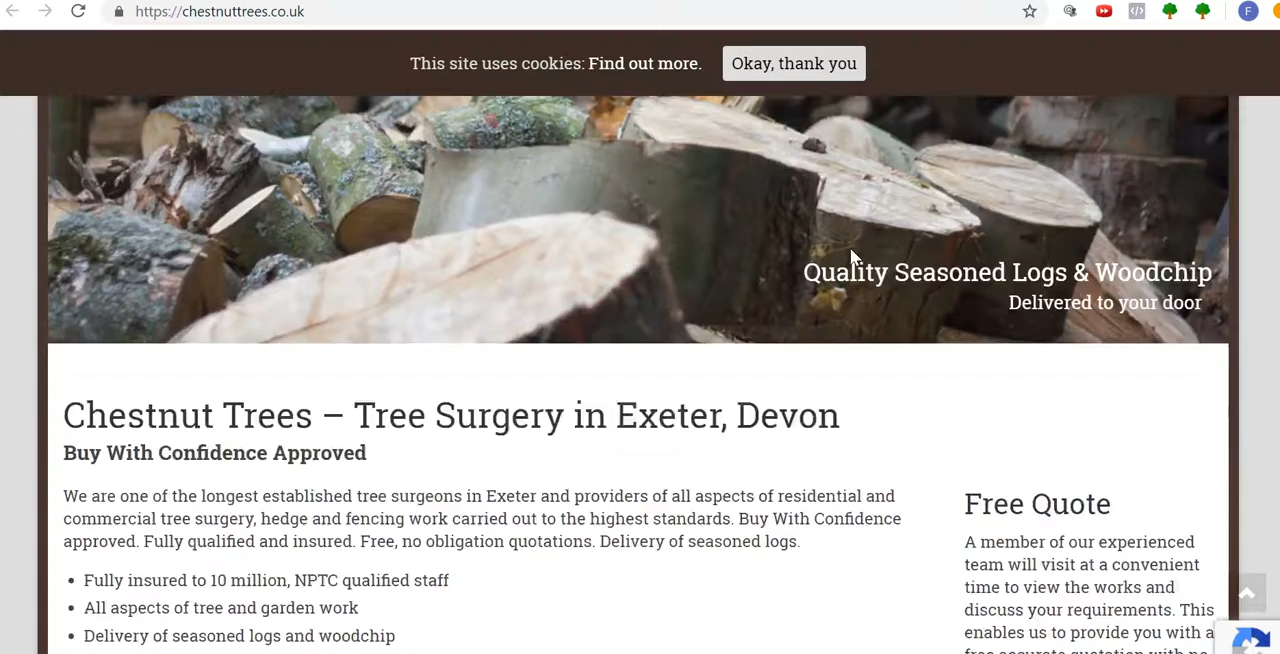 https://chestnuttrees.co.uk
F
This site uses cookies: Find out more.
Okay, thank you
Quality Seasoned Logs & Woodchip
Delivered to your door
Chestnut Trees – Tree Surgery in Exeter, Devon
Buy With Confidence Approved
We are one of the longest established tree surgeons in Exeter and providers of all aspects of residential and
commercial tree surgery, hedge and fencing work carried out to the highest standards. Buy With Confidence
approved. Fully qualified and insured. Free, no obligation quotations. Delivery of seasoned logs.
• Fully insured to 10 million, NPTC qualified staff
• All aspects of tree and garden work
• Delivery of seasoned logs and woodchip
Free Quote
A member of our experienced
team will visit at a convenient
time to view the works and
discuss your requirements. This
enables us to provide you with a
free accurate quotation with no